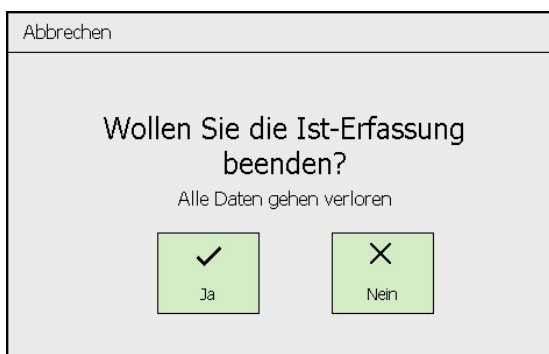 Abbrechen
Wollen Sie die Ist-Erfassung
beenden?
Alle Daten gehen verloren
Ja
Nein